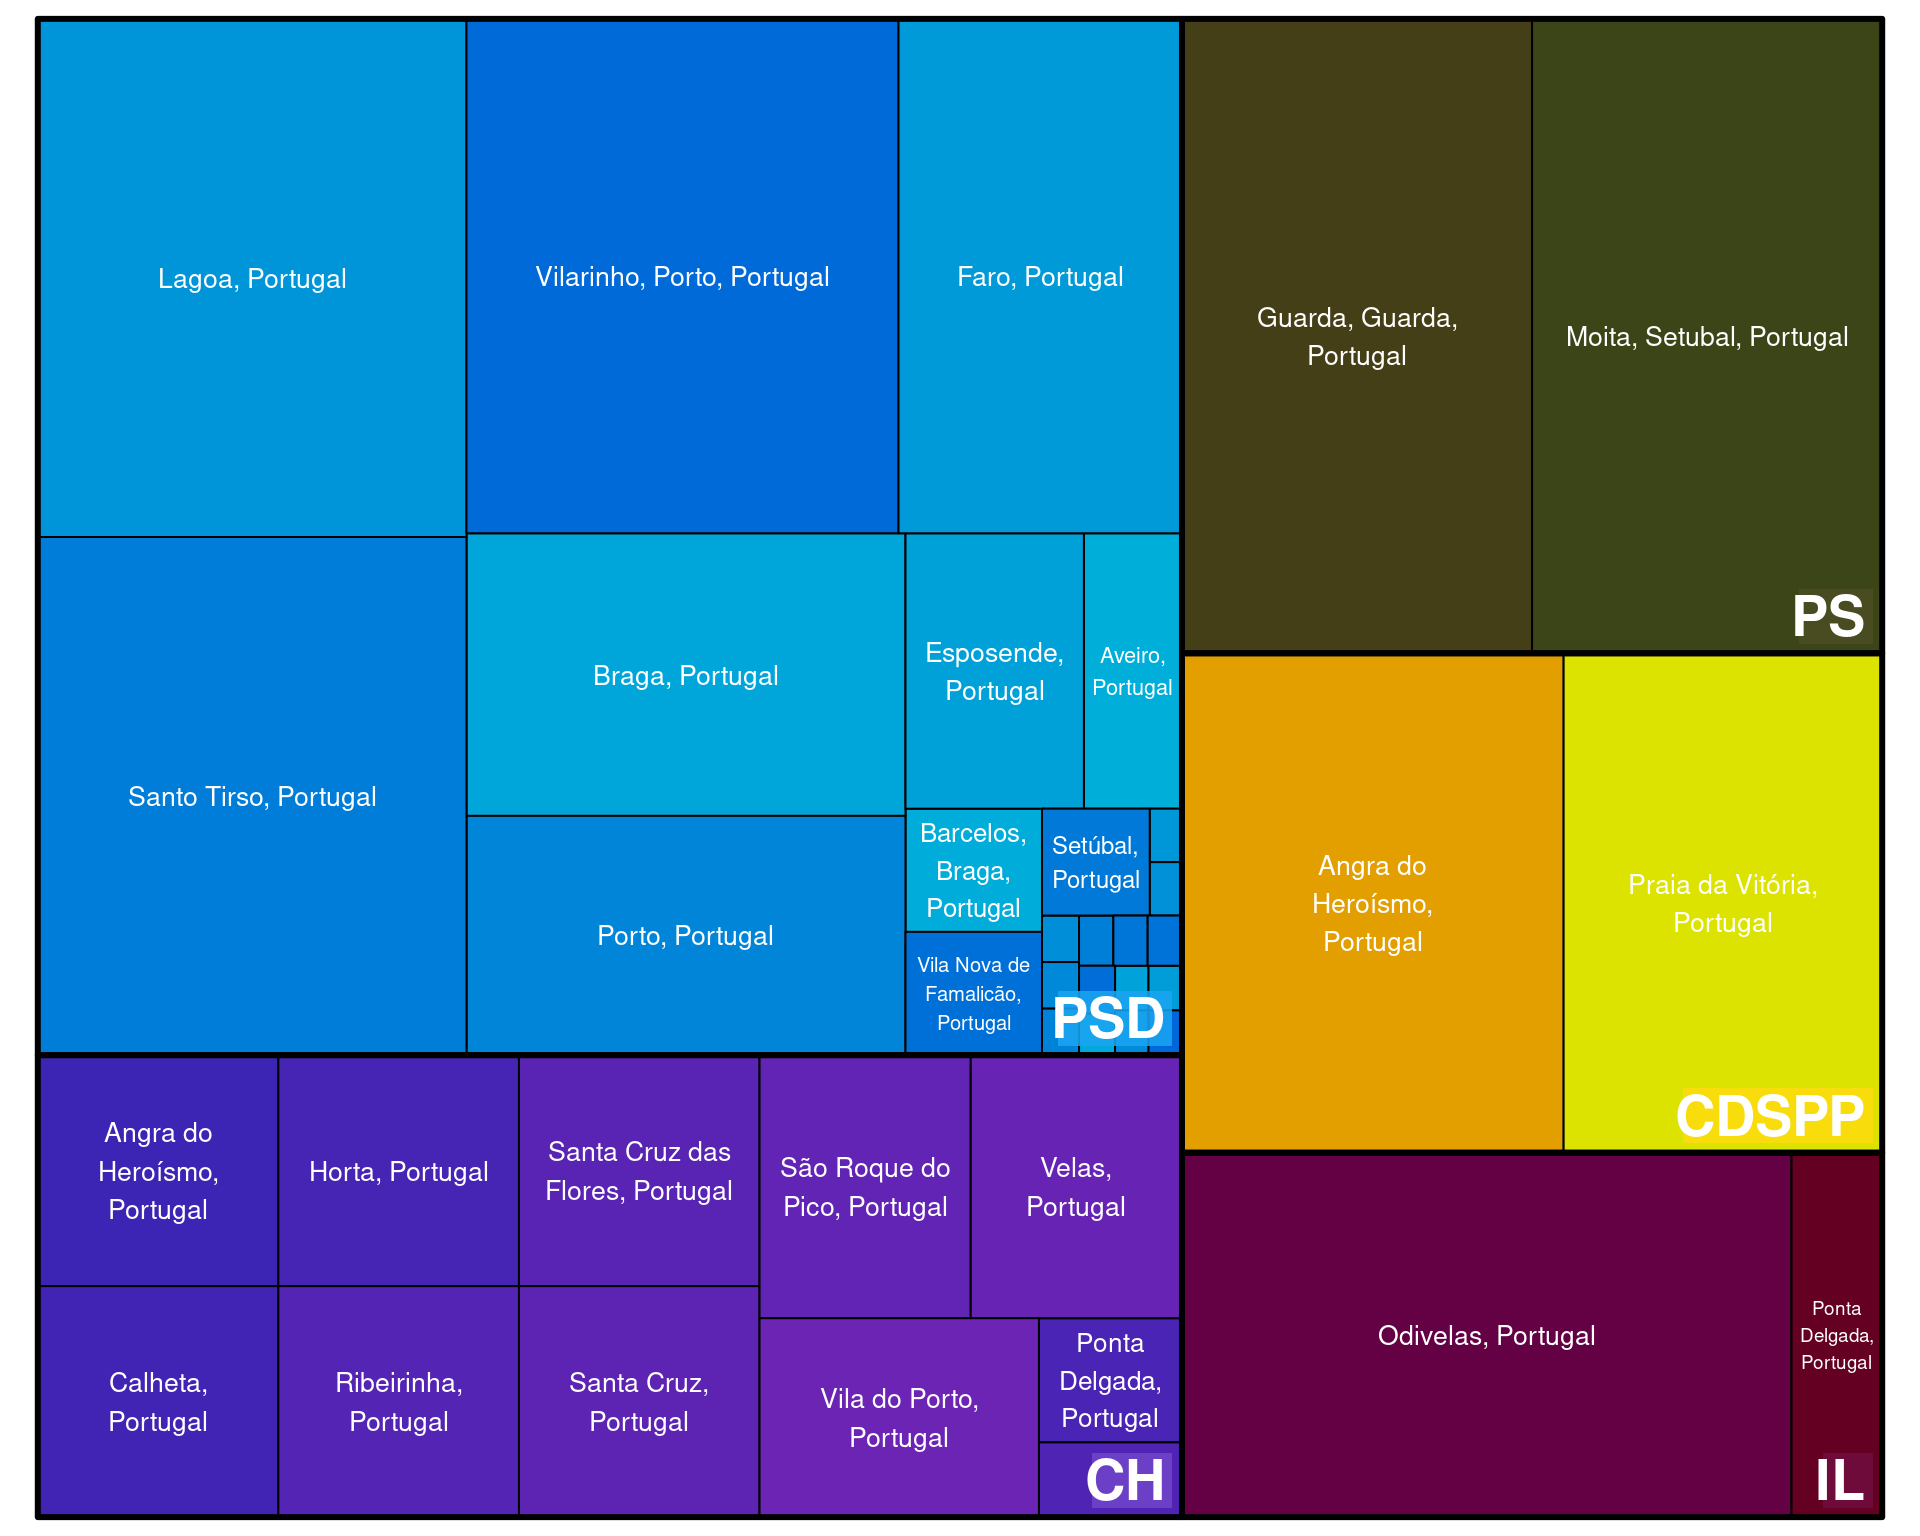 Lagoa, Portugal
Vilarinho, Porto, Portugal
Faro, Portugal
Santo Tirso, Portugal
Braga, Portugal
Esposende,
Portugal
Aveiro,
Portugal
Porto, Portugal
Barcelos,
Braga,
Portugal
Setúbal,
Portugal
Vila Nova de
Famalicão,
Portugal
PSD
Guarda, Guarda,
Portugal
Moita, Setubal, Portugal
PS
Angra do
Heroísmo,
Portugal
Praia da Vitória,
Portugal
CDSPP
Angra do
Heroísmo,
Portugal
Horta, Portugal
Santa Cruz das
Flores, Portugal
São Roque do
Pico, Portugal
Velas,
Portugal
Calheta,
Portugal
Ribeirinha,
Portugal
Santa Cruz,
Portugal
Vila do Porto,
Portugal
Ponta
Delgada,
Portugal
CH
Odivelas, Portugal
Ponta
Delgada,
Portugal
IL